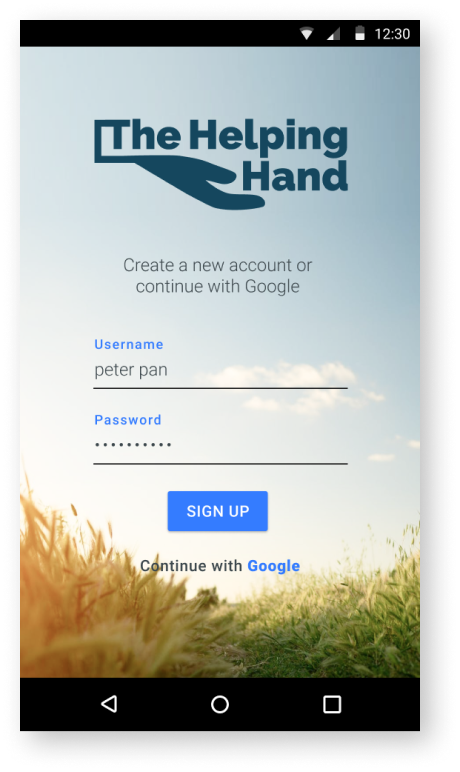 12:30
The Helping
Hand
Create a new account or
continue with Google
Username
peter pan
Password
••••••••••
SIGN UP
Continue with Google